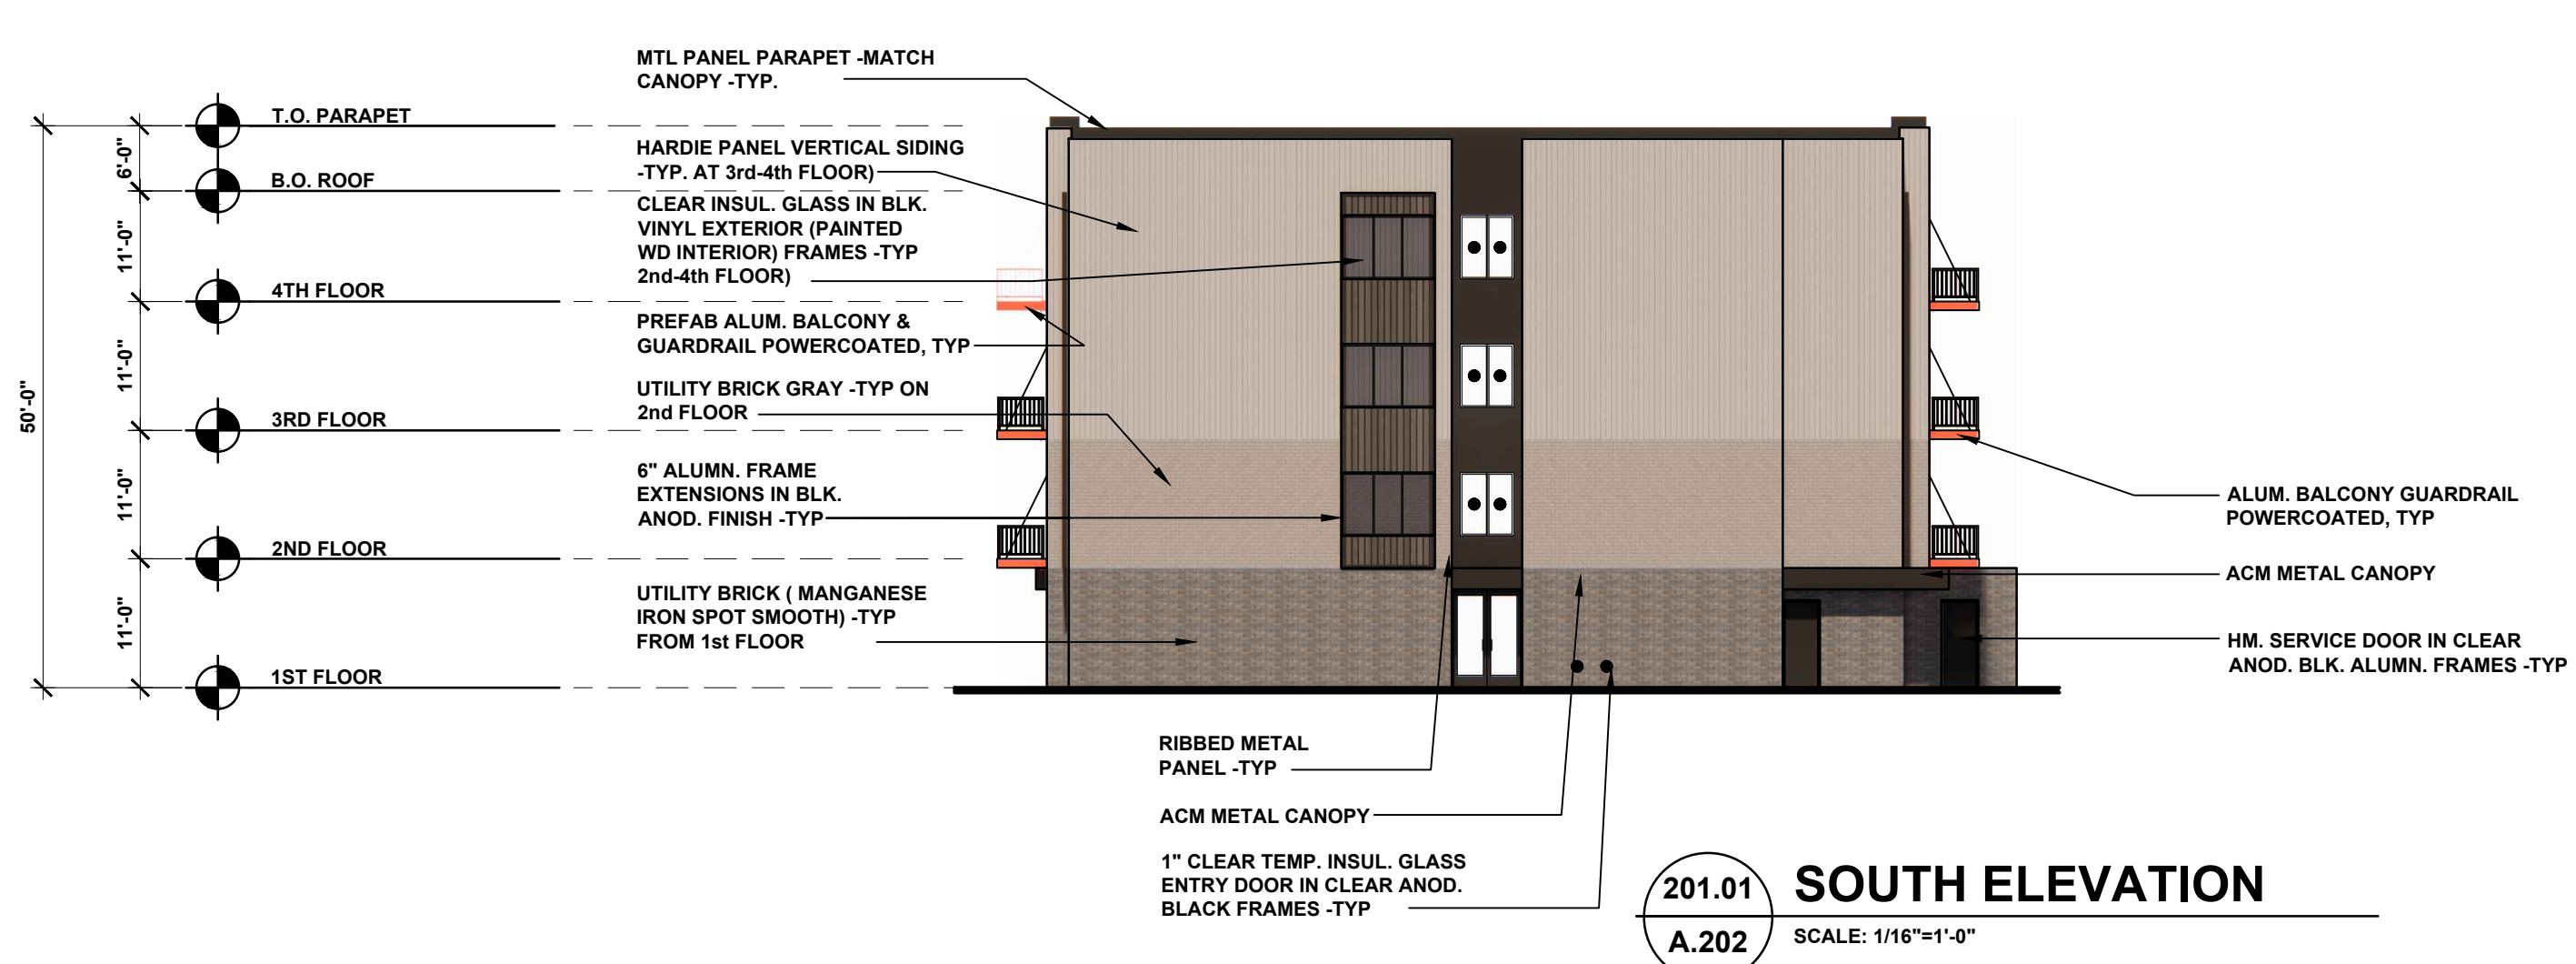 MTL PANEL PARAPET -MATCH
CANOPY -TYP.
T.O. PARAPET
6'-0"
HARDIE PANEL VERTICAL SIDING
-TYP. AT 3rd-4th FLOOR)
B.O. ROOF
CLEAR INSUL. GLASS IN BLK.
VINYL EXTERIOR (PAINTED
WD INTERIOR) FRAMES -TYP
2nd-4th FLOOR)
11'-0"
4TH FLOOR
PREFAB ALUM. BALCONY &
GUARDRAIL POWERCOATED, TYP
11'-0"
50'-0"
UTILITY BRICK GRAY -TYP ON
2nd FLOOR
3RD FLOOR
6" ALUMN. FRAME
EXTENSIONS IN BLK.
ANOD. FINISH -TYP
11'-0"
2ND FLOOR
UTILITY BRICK ( MANGANESE
IRON SPOT SMOOTH) -TYP
FROM 1st FLOOR
11'-0"
1ST FLOOR
ALUM. BALCONY GUARDRAIL
POWERCOATED, TYP
ACM METAL CANOPY
HM. SERVICE DOOR IN CLEAR
ANOD. BLK. ALUMN. FRAMES -TYP
RIBBED METAL
PANEL -TYP
ACM METAL CANOPY
1" CLEAR TEMP. INSUL. GLASS
ENTRY DOOR IN CLEAR ANOD.
BLACK FRAMES -TYP
201.01
A.202
SOUTH ELEVATION
SCALE: 1/16"=1'-0"